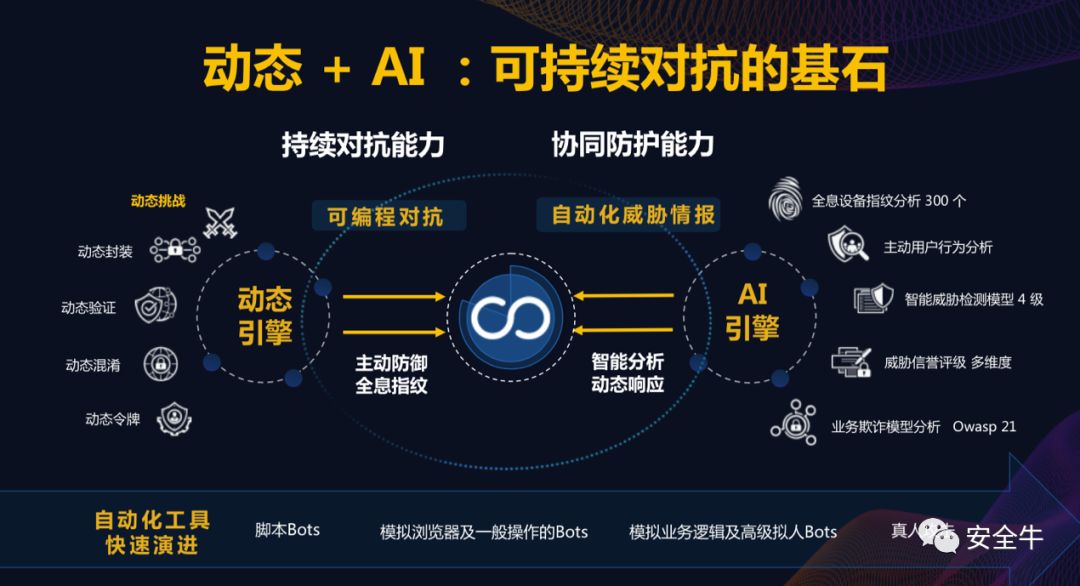 动态 + AI ：可持续对抗的基石
持续对抗能力
协同防护能力
动态挑战
可编程对抗
自动化威胁情报
全息设备指纹分析 300 个
动态封装
主动用户行为分析
动态验证
动态
引擎
AI
引擎
智能威胁检测模型 4 级
动态混淆
主动防御
全息指纹
智能分析
动态响应
威胁信誉评级 多维度
动态令牌
业务欺诈模型分析 Owasp 21
自动化工具
快速演进
脚本Bots
模拟浏览器及一般操作的Bots
模拟业务逻辑及高级拟人Bots
真人
安全牛